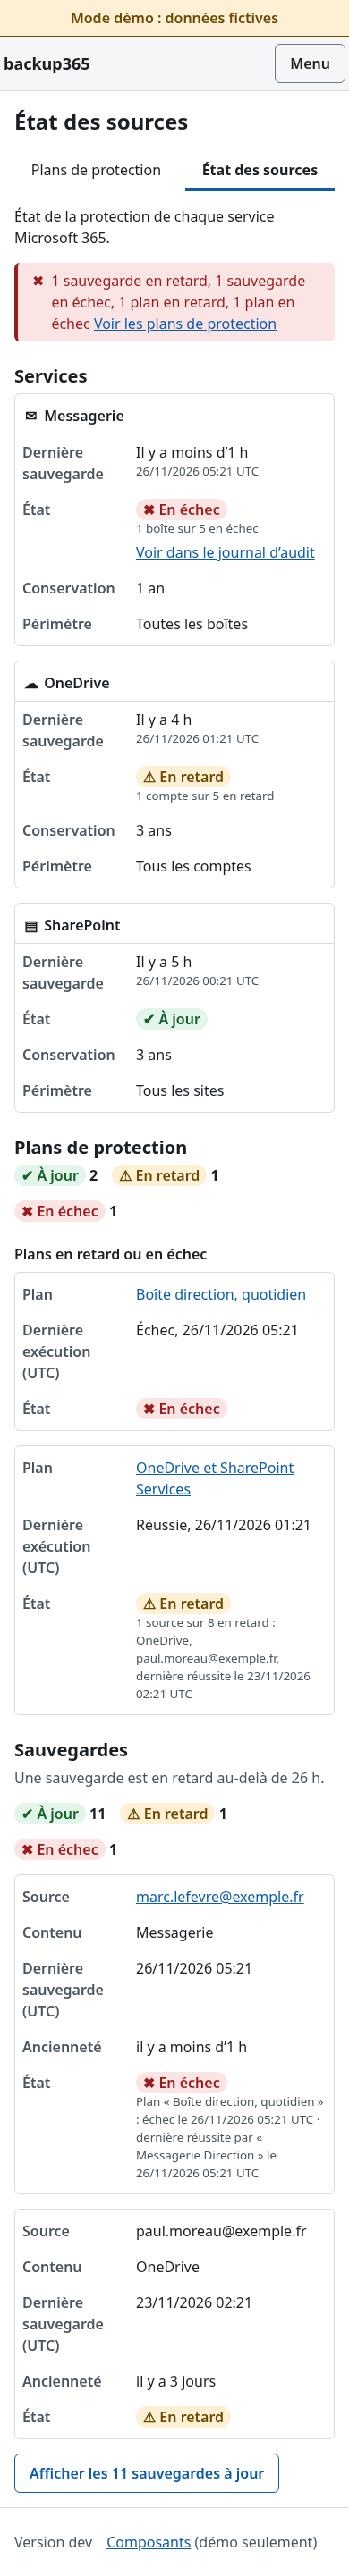 Mode démo : données fictives
backup365
Menu
État des sources
Plans de protection
État des sources
État de la protection de chaque service
Microsoft 365.
✖ 1 sauvegarde en retard, 1 sauvegarde
en échec, 1 plan en retard, 1 plan en
échec Voir les plans de protection
Services
✉ Messagerie
Dernière
sauvegarde
Il y a moins d’1 h
26/11/2026 05:21 UTC
État
✖ En échec
1 boîte sur 5 en échec
Voir dans le journal d’audit
Conservation
1 an
Périmètre
Toutes les boîtes
☁ OneDrive
Dernière
sauvegarde
Il y a 4 h
26/11/2026 01:21 UTC
État
⚠ En retard
1 compte sur 5 en retard
Conservation
3 ans
Périmètre
Tous les comptes
▤ SharePoint
Dernière
sauvegarde
Il y a 5 h
26/11/2026 00:21 UTC
État
✔ À jour
Conservation
3 ans
Périmètre
Tous les sites
Plans de protection
✔ À jour 2 ⚠ En retard 1
✖ En échec 1
Plans en retard ou en échec
Plan
Boîte direction, quotidien
Dernière
exécution
(UTC)
Échec, 26/11/2026 05:21
État
✖ En échec
Plan
OneDrive et SharePoint
Services
Dernière
exécution
(UTC)
Réussie, 26/11/2026 01:21
État
⚠ En retard
1 source sur 8 en retard :
OneDrive,
paul.moreau@exemple.fr,
dernière réussite le 23/11/2026
02:21 UTC
Sauvegardes
Une sauvegarde est en retard au-delà de 26 h.
✔ À jour 11 ⚠ En retard 1
✖ En échec 1
Source
marc.lefevre@exemple.fr
Contenu
Messagerie
Dernière
sauvegarde
(UTC)
26/11/2026 05:21
Ancienneté
il y a moins d’1 h
État
✖ En échec
Plan « Boîte direction, quotidien »
: échec le 26/11/2026 05:21 UTC ·
dernière réussite par «
Messagerie Direction » le
26/11/2026 05:21 UTC
Source
paul.moreau@exemple.fr
Contenu
OneDrive
Dernière
sauvegarde
(UTC)
23/11/2026 02:21
Ancienneté
il y a 3 jours
État
⚠ En retard
Afficher les 11 sauvegardes à jour
Version dev Composants (démo seulement)